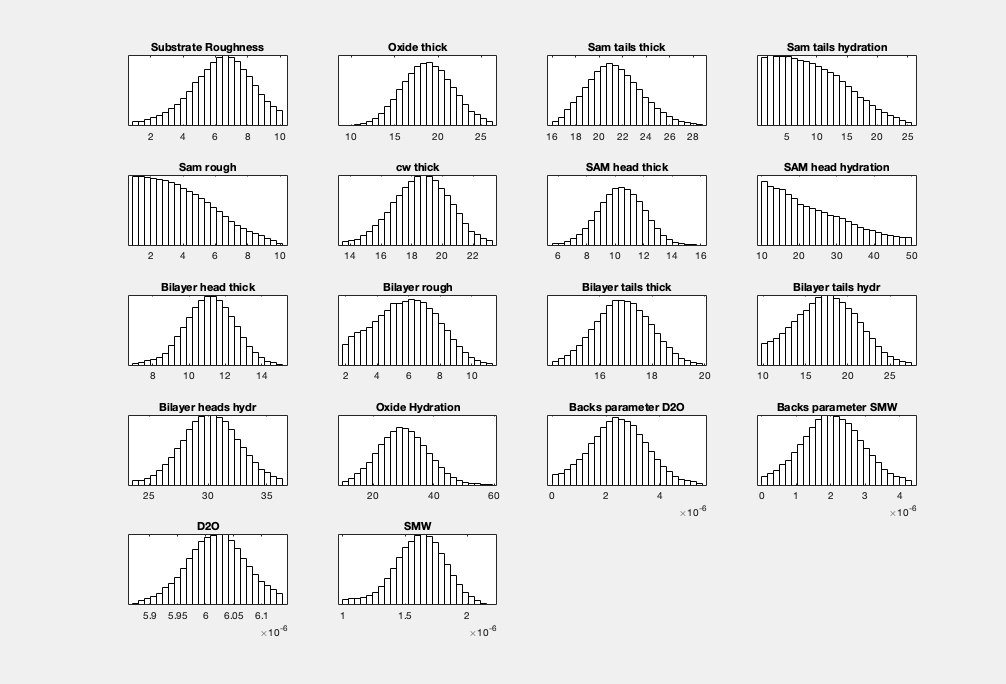 Substrate Roughness Oxide thick Sam tails thick Sam tails hydration
2 4 6 8 10 10 15 20 25 16 18 20 22 24 26 28 5 10 15 20 25
Sam rough cw thick SAM head thick SAM head hydration
2 4 6 8 10 14 16 18 20 22 6 8 10 12 14 16 10 20 30 40 50
Bilayer head thick Bilayer rough Bilayer tails thick Bilayer tails hydr
8 10 12 14 2 4 6 8 10 16 18 20 10 15 20 25
Bilayer heads hydr Oxide Hydration Backs parameter D2O Backs parameter SMW
25 30 35 20 40 60 0 2 4 0 1 2 3 4
×10-6 ×10-6
D2O SMW
5.9 5.95 6 6.05 6.1 1 1.5 2
×10-6 ×10-6